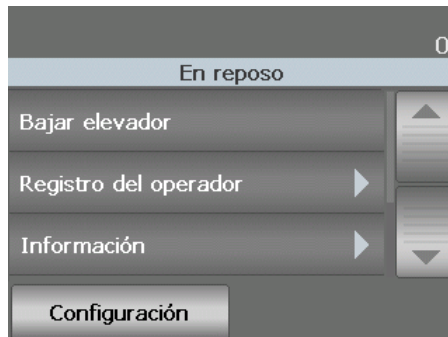 0
En reposo
Bajar elevador
Registro del operador
Información
Configuración